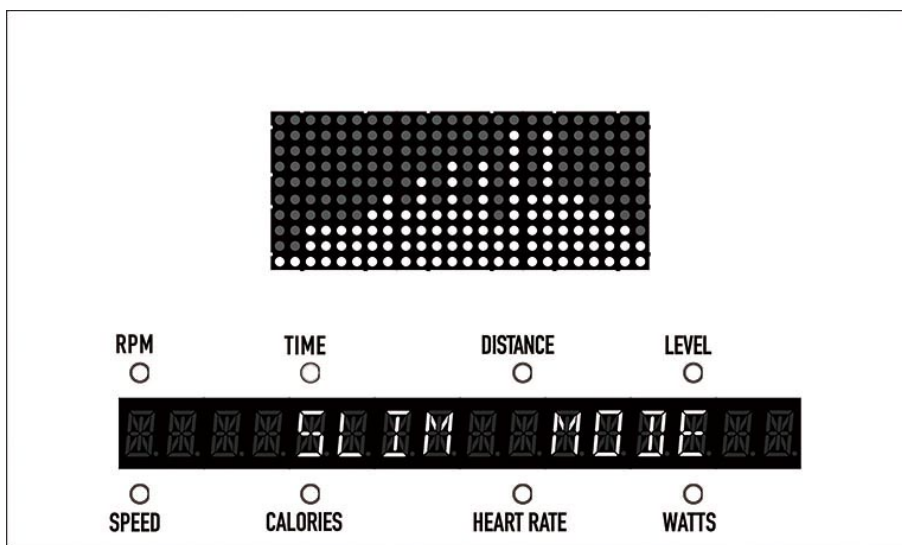 RPM TIME DISTANCE LEVEL
SLIM MODE
SPEED CALORIES HEART RATE WATTS